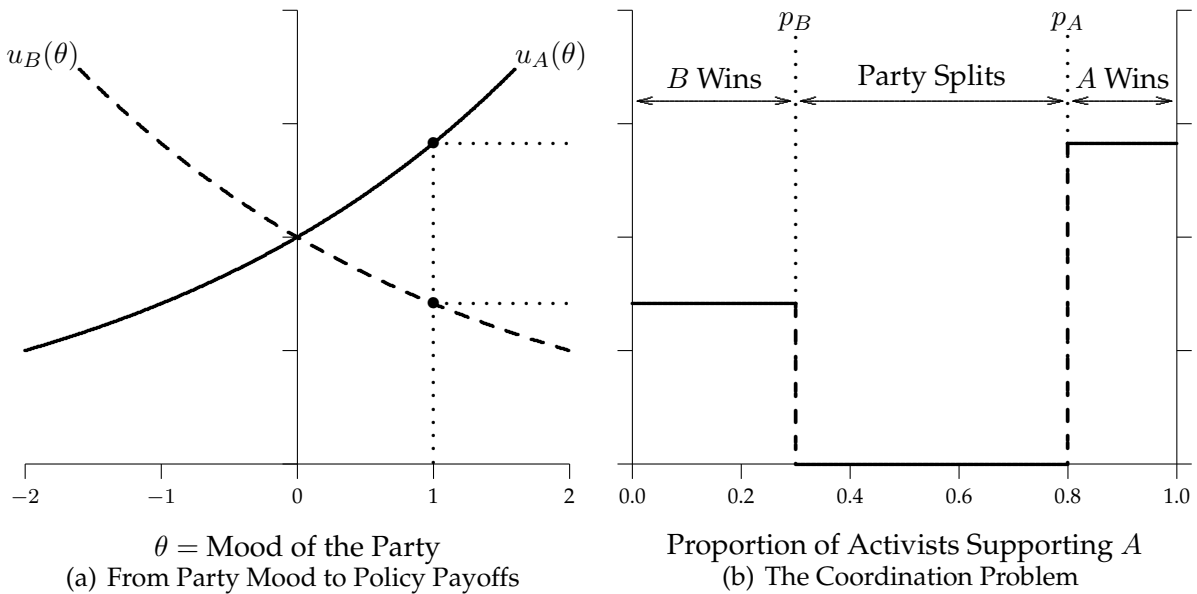 u_B(θ)
u_A(θ)
−2
−1
0
1
2
θ = Mood of the Party
(a) From Party Mood to Policy Payoffs
p_B
p_A
B Wins
Party Splits
A Wins
0.0
0.2
0.4
0.6
0.8
1.0
Proportion of Activists Supporting A
(b) The Coordination Problem